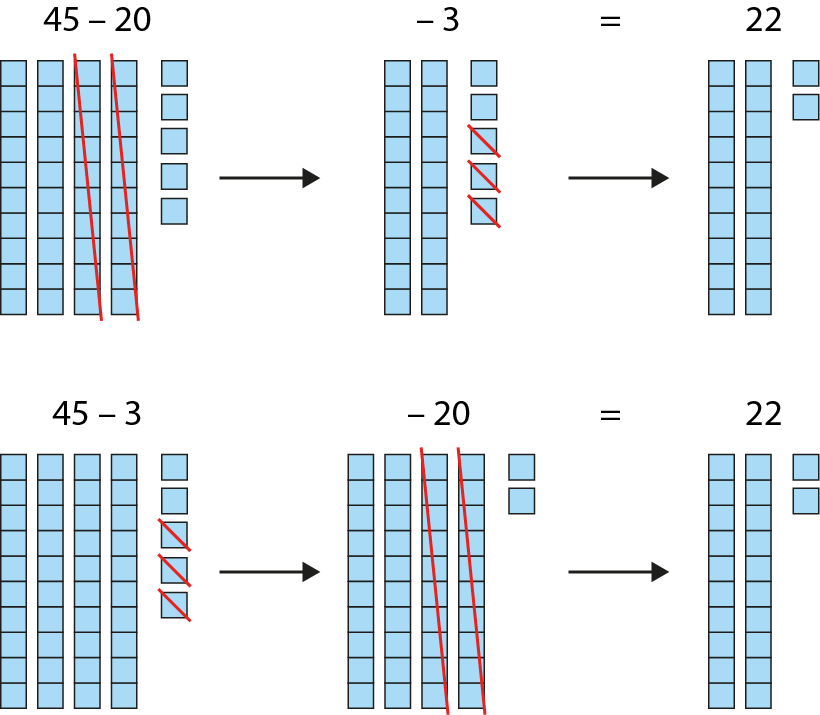 45 – 20 – 3 = 22
45 – 3 – 20 = 22